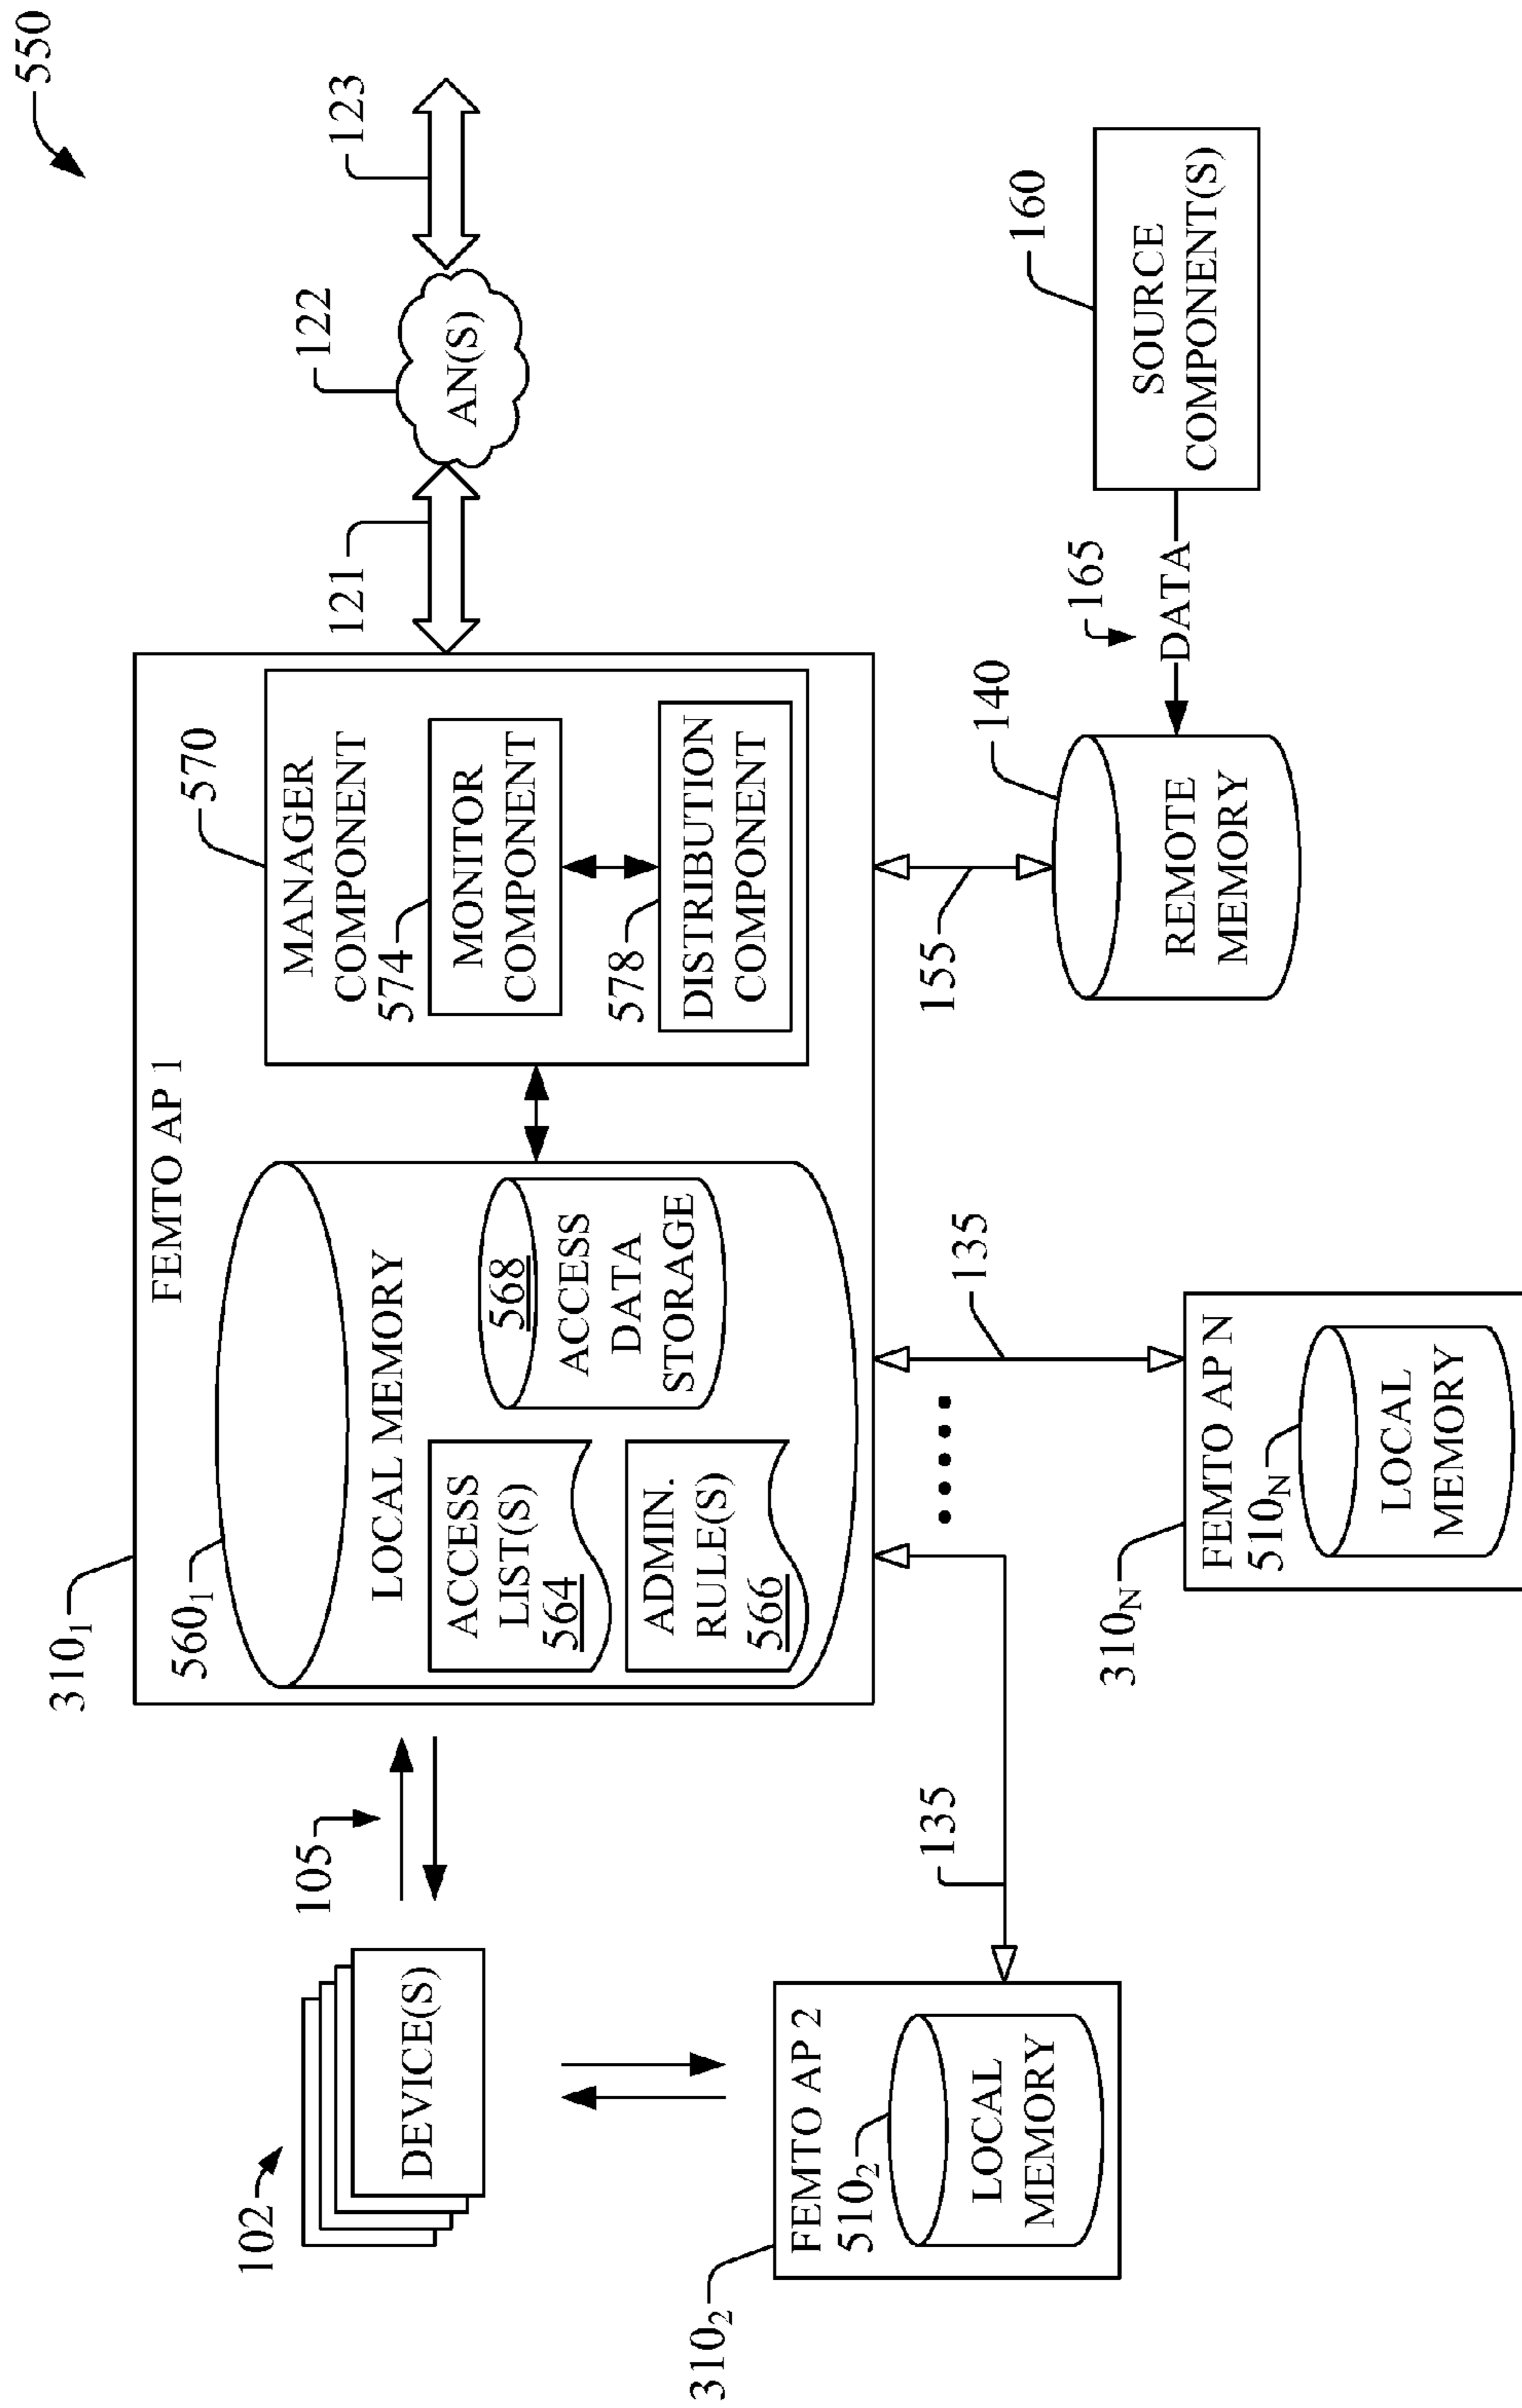 550
310₁
FEMTO AP 1
560₁
LOCAL MEMORY
ACCESS
LIST(S)
564
ADMIN.
RULE(S)
566
568
ACCESS
DATA
STORAGE
570
MANAGER
COMPONENT
574
MONITOR
COMPONENT
578
DISTRIBUTION
COMPONENT
121
122
AN(S)
123
102
DEVICE(S)
105
135
310₂
FEMTO AP 2
510₂
LOCAL
MEMORY
135
310N
FEMTO AP N
510N
LOCAL
MEMORY
155
140
REMOTE
MEMORY
165
DATA
160
SOURCE
COMPONENT(S)